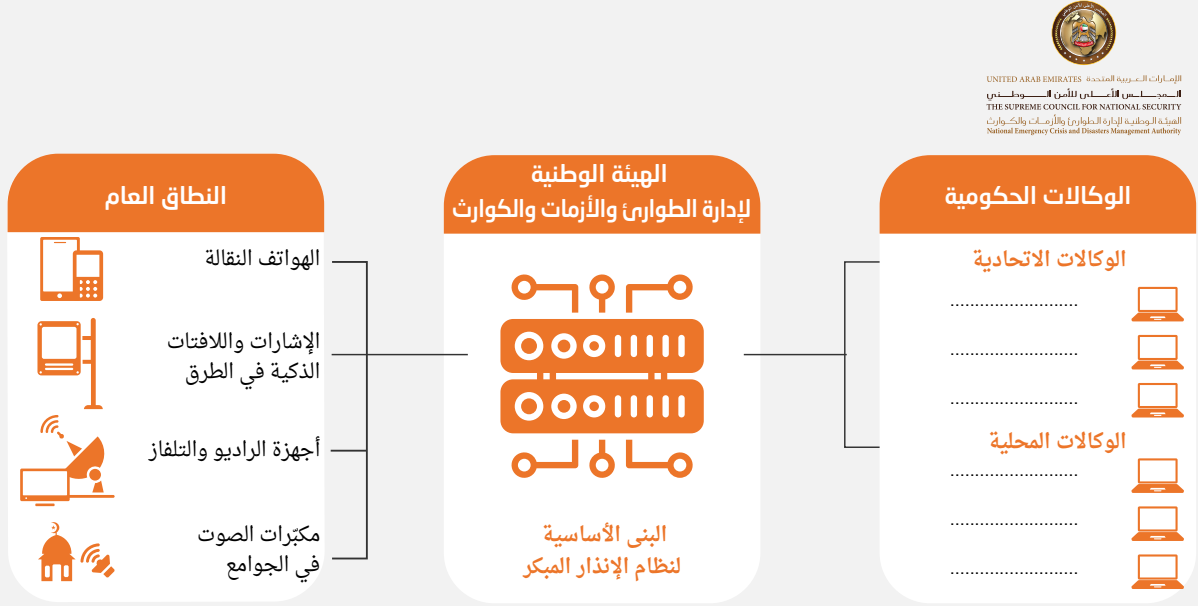 الإمارات العربية المتحدة UNITED ARAB EMIRATES
المجلس الأعلى للأمن الوطني
THE SUPREME COUNCIL FOR NATIONAL SECURITY
الهيئة الوطنية لإدارة الطوارئ والأزمات والكوارث
National Emergency Crisis and Disasters Management Authority
الوكالات الحكومية
الوكالات الاتحادية
.........................
.........................
.........................
الوكالات المحلية
.........................
.........................
.........................
الهيئة الوطنية
لإدارة الطوارئ والأزمات والكوارث
البنى الأساسية
لنظام الإنذار المبكر
النطاق العام
الهواتف النقالة
الإشارات واللافتات
الذكية في الطرق
أجهزة الراديو والتلفاز
مكبّرات الصوت
في الجوامع